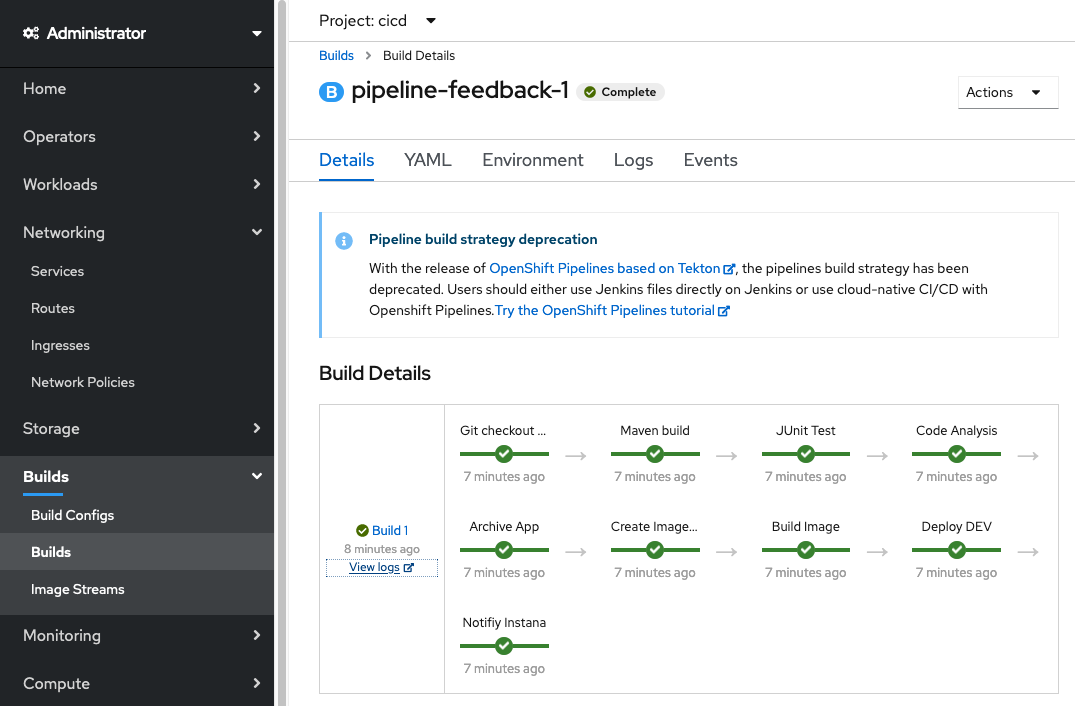 Administrator
Home
Operators
Workloads
Networking
Services
Routes
Ingresses
Network Policies
Storage
Builds
Build Configs
Builds
Image Streams
Monitoring
Compute
Project: cicd
Builds > Build Details
B pipeline-feedback-1 Complete
Actions
Details YAML Environment Logs Events
Pipeline build strategy deprecation
With the release of OpenShift Pipelines based on Tekton, the pipelines build strategy has been
deprecated. Users should either use Jenkins files directly on Jenkins or use cloud-native CI/CD with
Openshift Pipelines.Try the OpenShift Pipelines tutorial
Build Details
Build 1
8 minutes ago
View logs
Git checkout ... Maven build JUnit Test Code Analysis
7 minutes ago 7 minutes ago 7 minutes ago 7 minutes ago
Archive App Create Image... Build Image Deploy DEV
7 minutes ago 7 minutes ago 7 minutes ago 7 minutes ago
Notifiy Instana
7 minutes ago